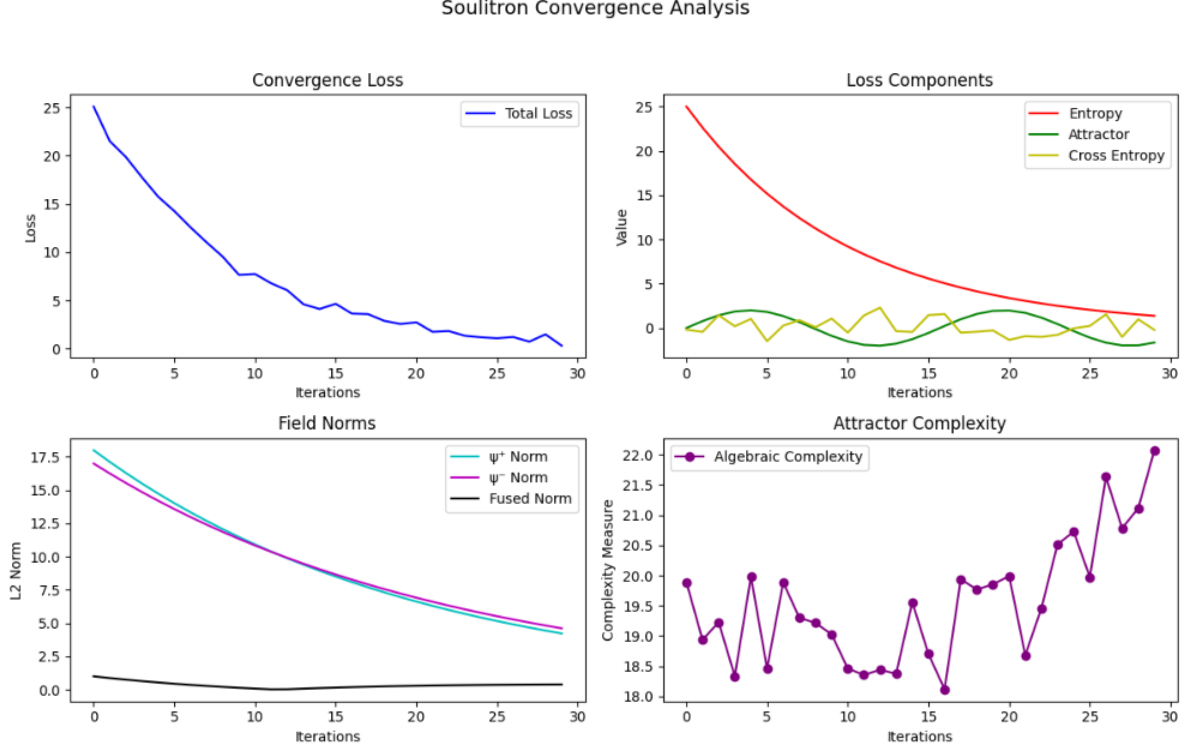 Soulitron Convergence Analysis
Convergence Loss
25
20
15
10
5
0
Loss
Total Loss
0 5 10 15 20 25 30
Iterations
Loss Components
25
20
15
10
5
0
Value
Entropy
Attractor
Cross Entropy
0 5 10 15 20 25 30
Iterations
Field Norms
17.5
15.0
12.5
10.0
7.5
5.0
2.5
0.0
L2 Norm
ψ⁺ Norm
ψ⁻ Norm
Fused Norm
0 5 10 15 20 25 30
Iterations
Attractor Complexity
22.0
21.5
21.0
20.5
20.0
19.5
19.0
18.5
18.0
Complexity Measure
Algebraic Complexity
0 5 10 15 20 25 30
Iterations